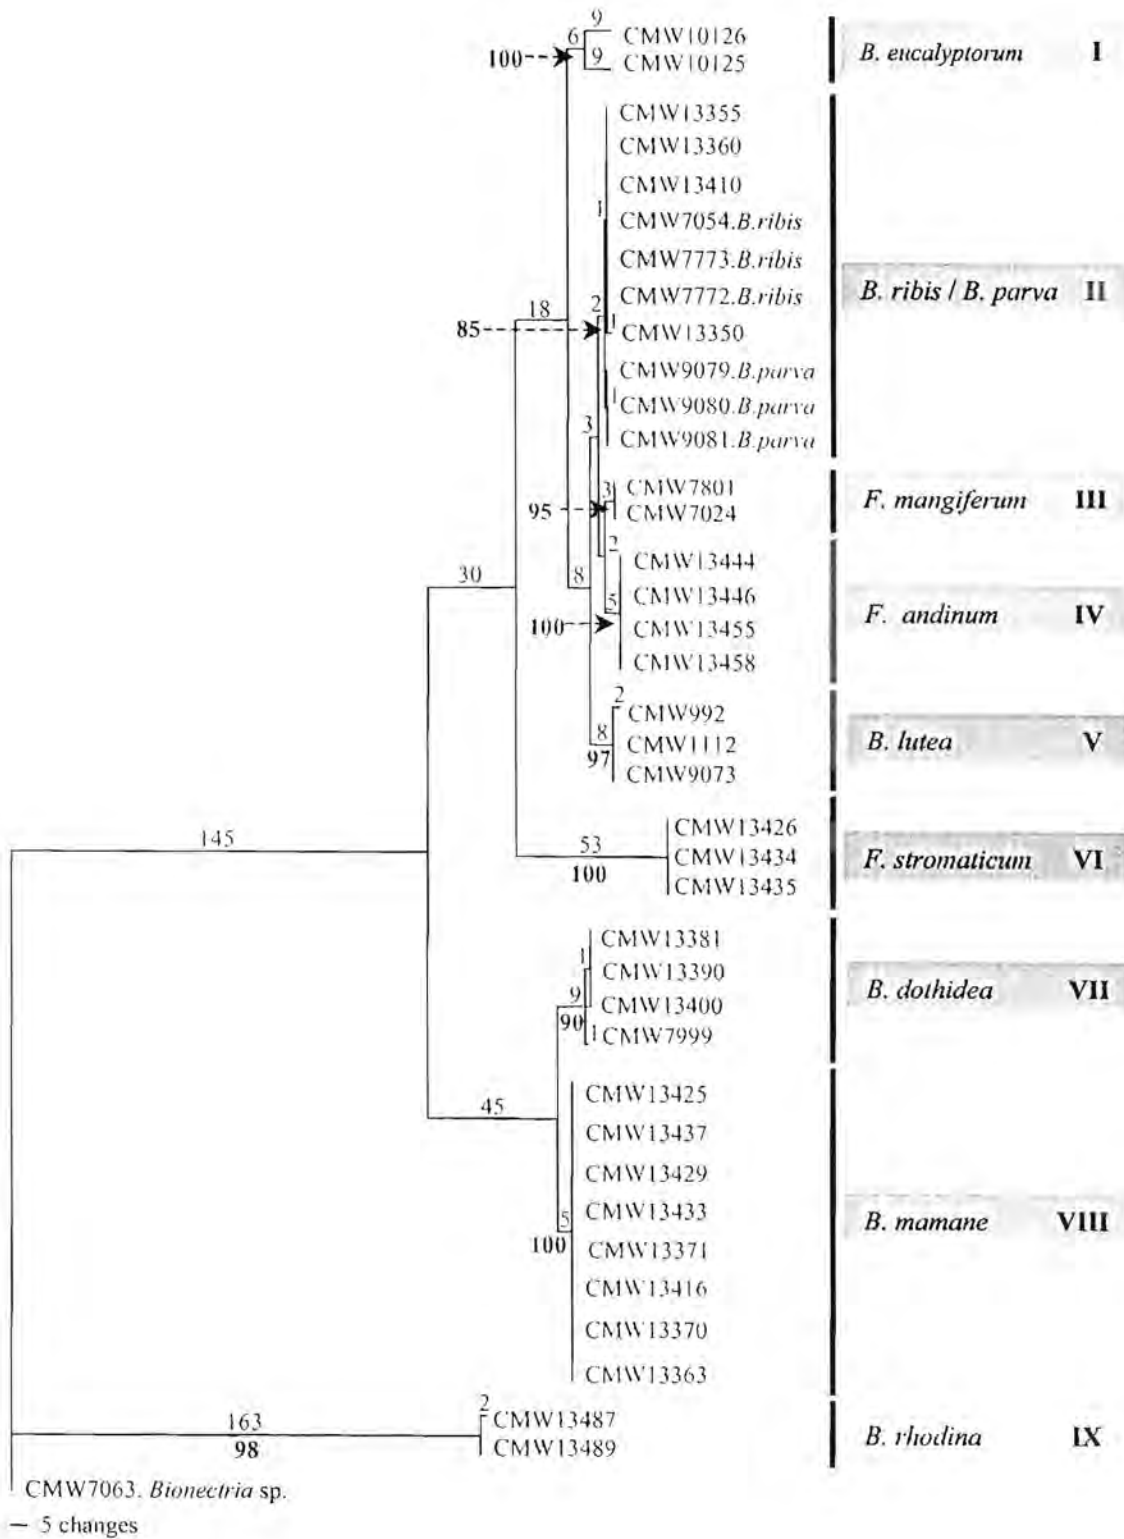 9
6 CMW10126
100 9 CMW10125
B. eucalyptorum I
CMW13355
CMW13360
CMW13410
1 CMW7054.B.ribis
CMW7773.B.ribis
CMW7772.B.ribis
B. ribis / B. parva II
18 2
85 1 CMW13350
CMW9079.B.parva
1 CMW9080.B.parva
3 CMW9081.B.parva
3 CMW7801
95 CMW7024
F. mangiferum III
2 CMW13444
30 8
5 CMW13446
100 CMW13455
CMW13458
F. andinum IV
2 CMW992
8 CMW1112
97 CMW9073
B. lutea V
CMW13426
145 53 CMW13434
100 CMW13435
F. stromaticum VI
CMW13381
1 CMW13390
9 CMW13400
90 1 CMW7999
B. dothidea VII
CMW13425
45 CMW13437
CMW13429
5 CMW13433
100 CMW13371
CMW13416
CMW13370
CMW13363
B. mamane VIII
2
163 CMW13487
98 CMW13489
B. rhodina IX
CMW7063. Bionectria sp.
— 5 changes